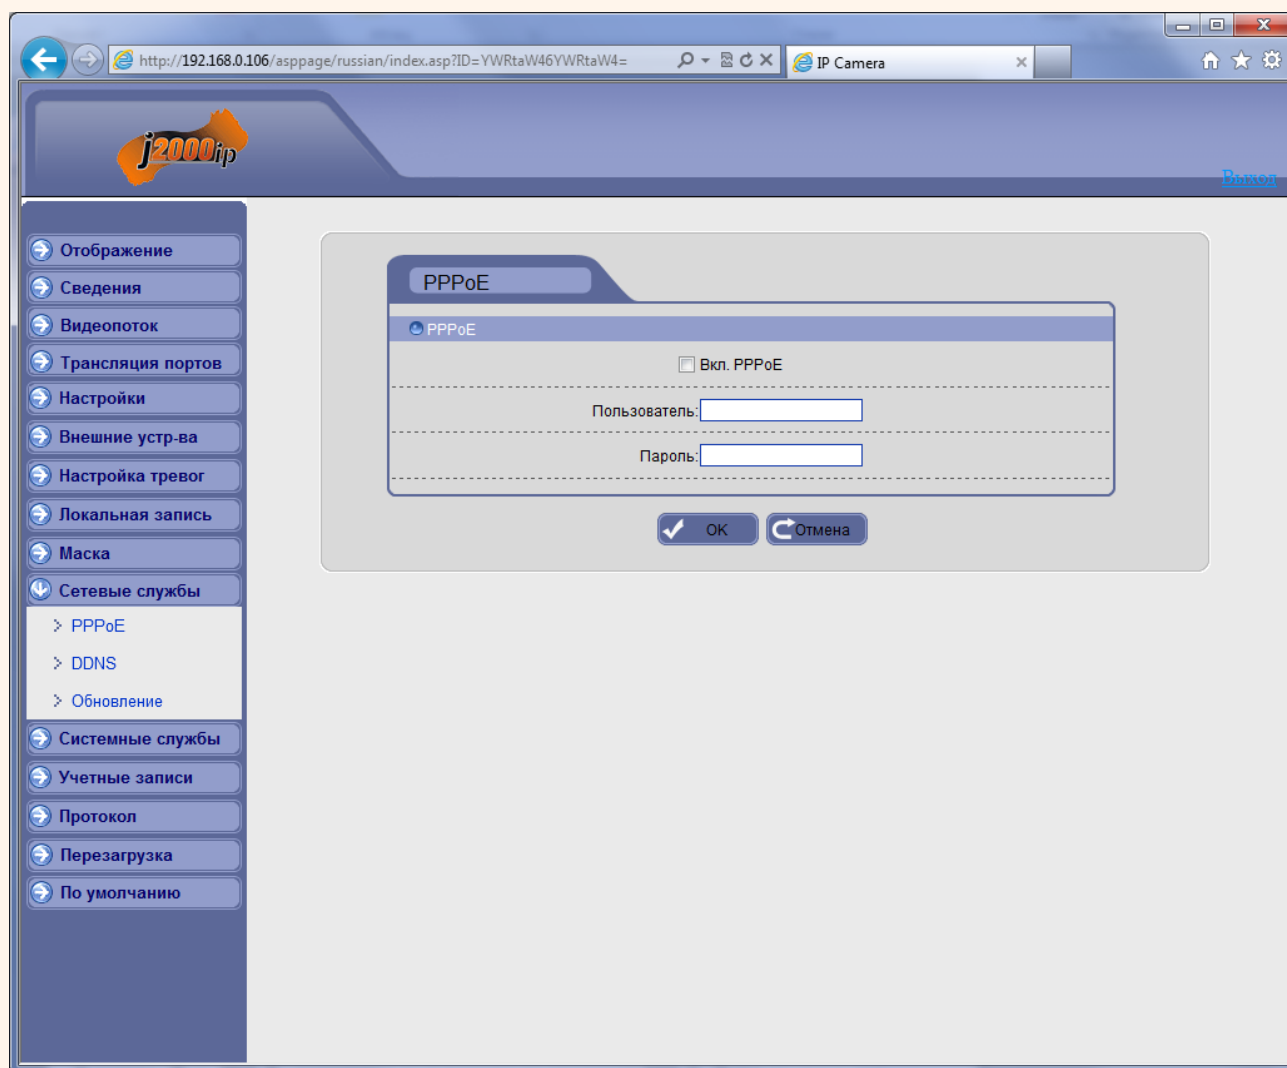 http://192.168.0.106/asppage/russian/index.asp?ID=YWRtaW46YWRtaW4=
IP Camera
j2000ip
Выход
Отображение
Сведения
Видеопоток
Трансляция портов
Настройки
Внешние устр-ва
Настройка тревог
Локальная запись
Маска
Сетевые службы
PPPoE
DDNS
Обновление
Системные службы
Учетные записи
Протокол
Перезагрузка
По умолчанию
PPPoE
PPPoE
Вкл. PPPoE
Пользователь:
Пароль:
OK
Отмена